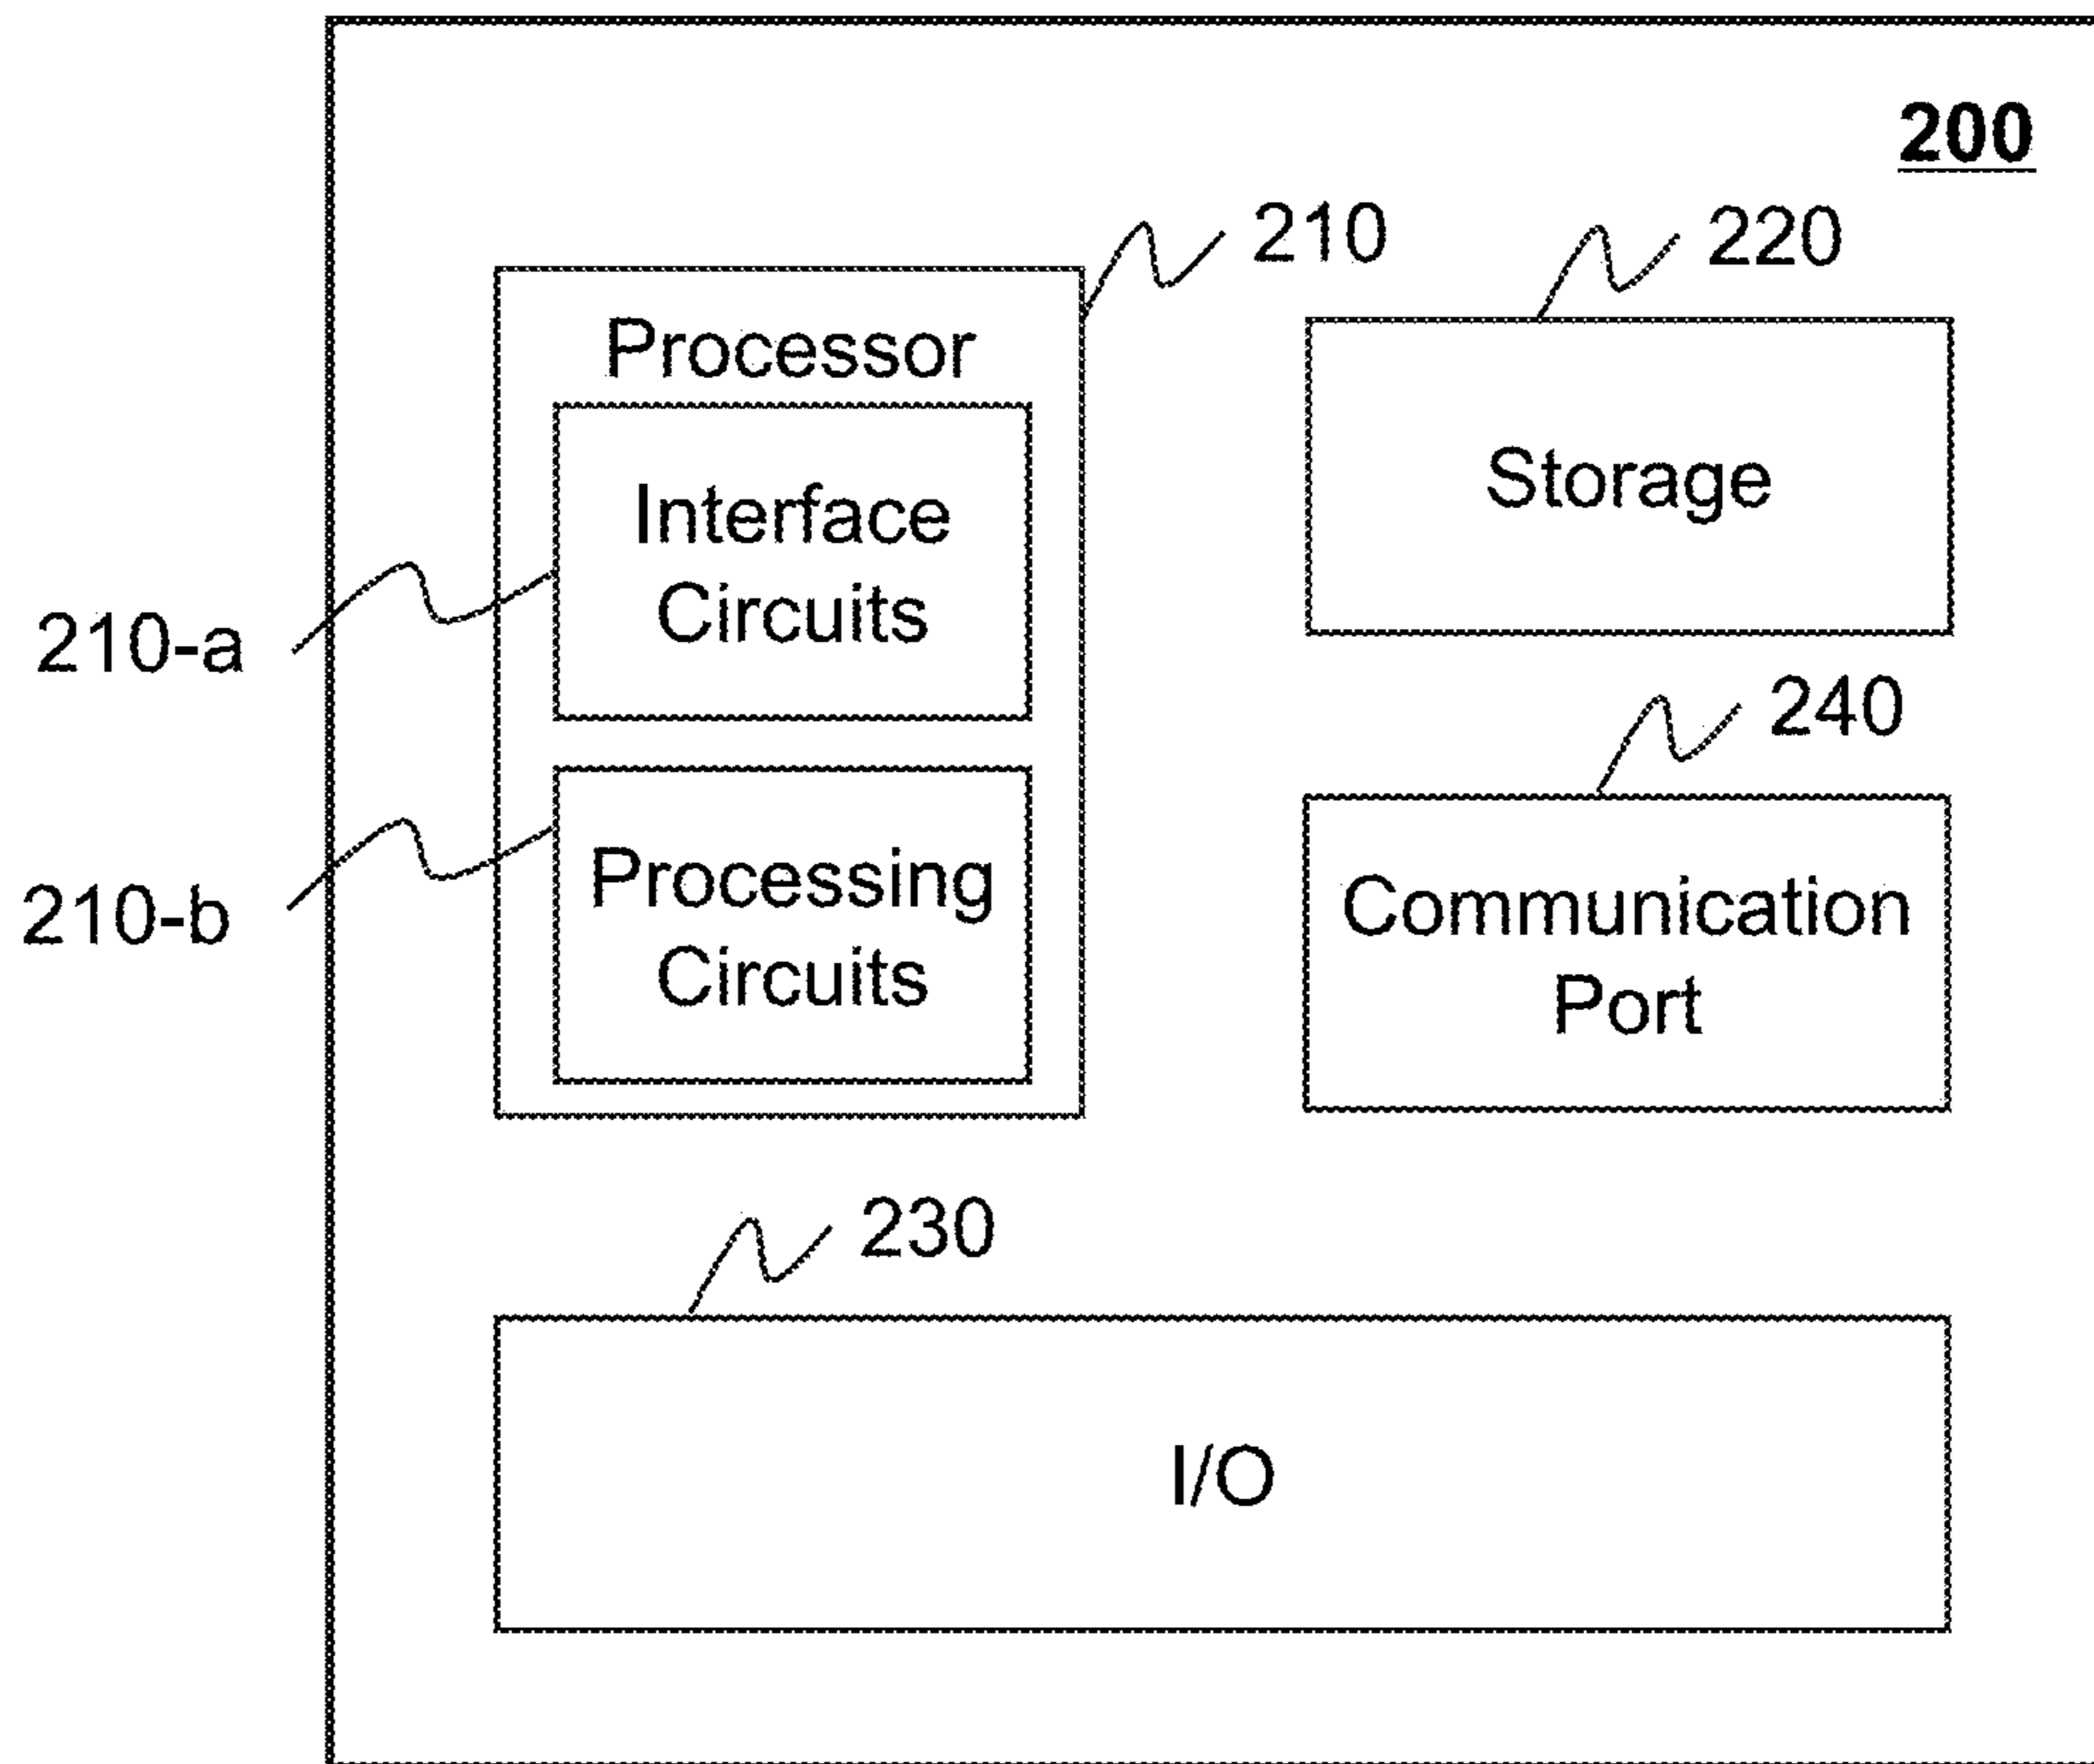 200
210
220
Processor
Interface
Circuits
Storage
210-a
240
Processing
Circuits
Communication
Port
210-b
230
I/O